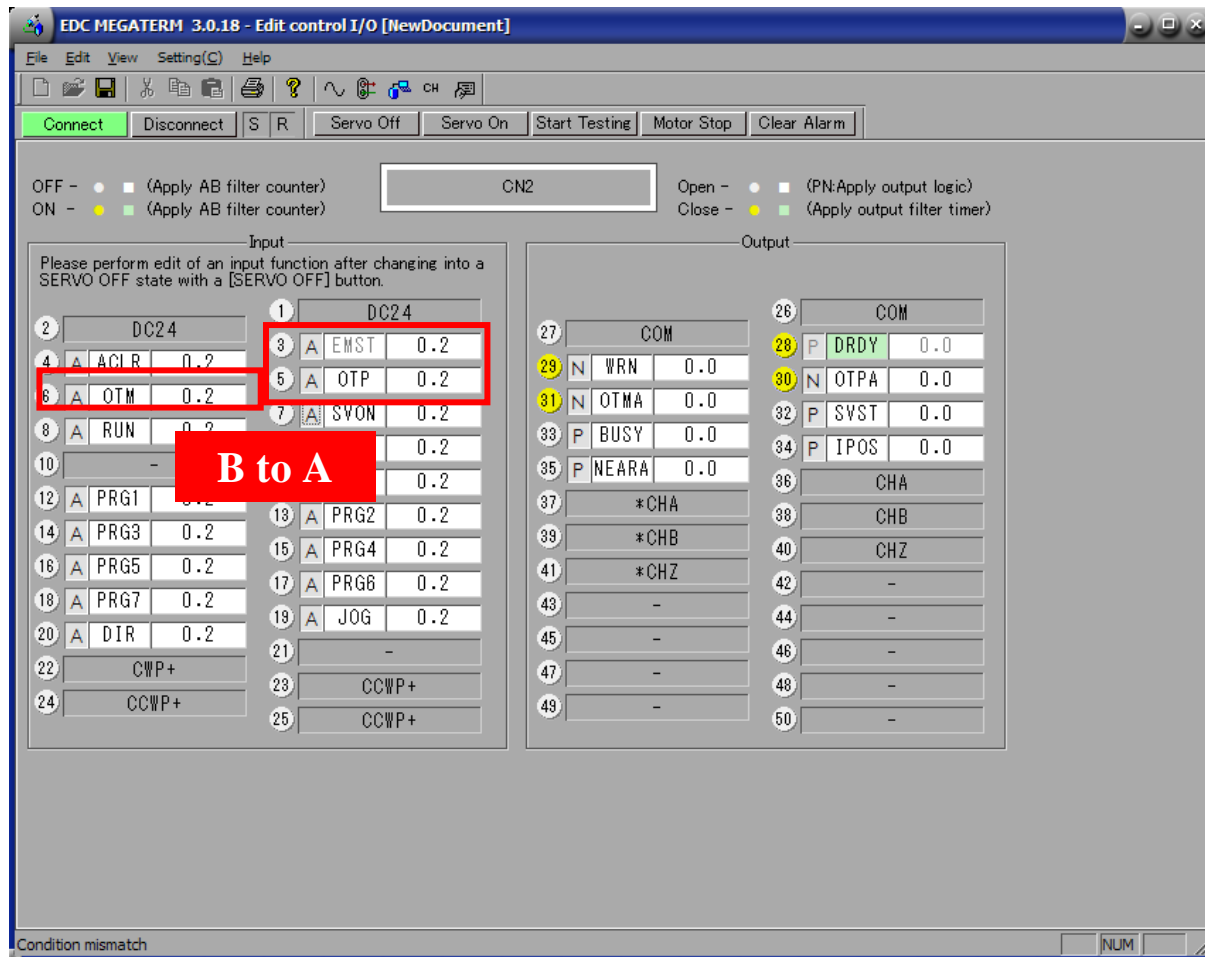 EDC MEGATERM 3.0.18 - Edit control I/O [NewDocument]
File Edit View Setting(C) Help
CH
Connect Disconnect S R Servo Off Servo On Start Testing Motor Stop Clear Alarm
OFF - (Apply AB filter counter)
ON - (Apply AB filter counter)
CN2
Open - (PN:Apply output logic)
Close - (Apply output filter timer)
Input
Please perform edit of an input function after changing into a
SERVO OFF state with a [SERVO OFF] button.
2 DC24
4 A ACLR 0.2
6 A OTM 0.2
8 A RUN 0.2
10 -
12 A PRG1 0.2
14 A PRG3 0.2
16 A PRG5 0.2
18 A PRG7 0.2
20 A DIR 0.2
22 CWP+
24 CCWP+
1 DC24
3 A EMST 0.2
5 A OTP 0.2
7 A SVON 0.2
0.2
0.2
13 A PRG2 0.2
15 A PRG4 0.2
17 A PRG6 0.2
19 A JOG 0.2
21 -
23 CCWP+
25 CCWP+
B to A
Output
27 COM
29 N WRN 0.0
31 N OTMA 0.0
33 P BUSY 0.0
35 P NEARA 0.0
37 *CHA
39 *CHB
41 *CHZ
43 -
45 -
47 -
49 -
26 COM
28 P DRDY 0.0
30 N OTPA 0.0
32 P SVST 0.0
34 P IPOS 0.0
36 CHA
38 CHB
40 CHZ
42 -
44 -
46 -
48 -
50 -
Condition mismatch
NUM